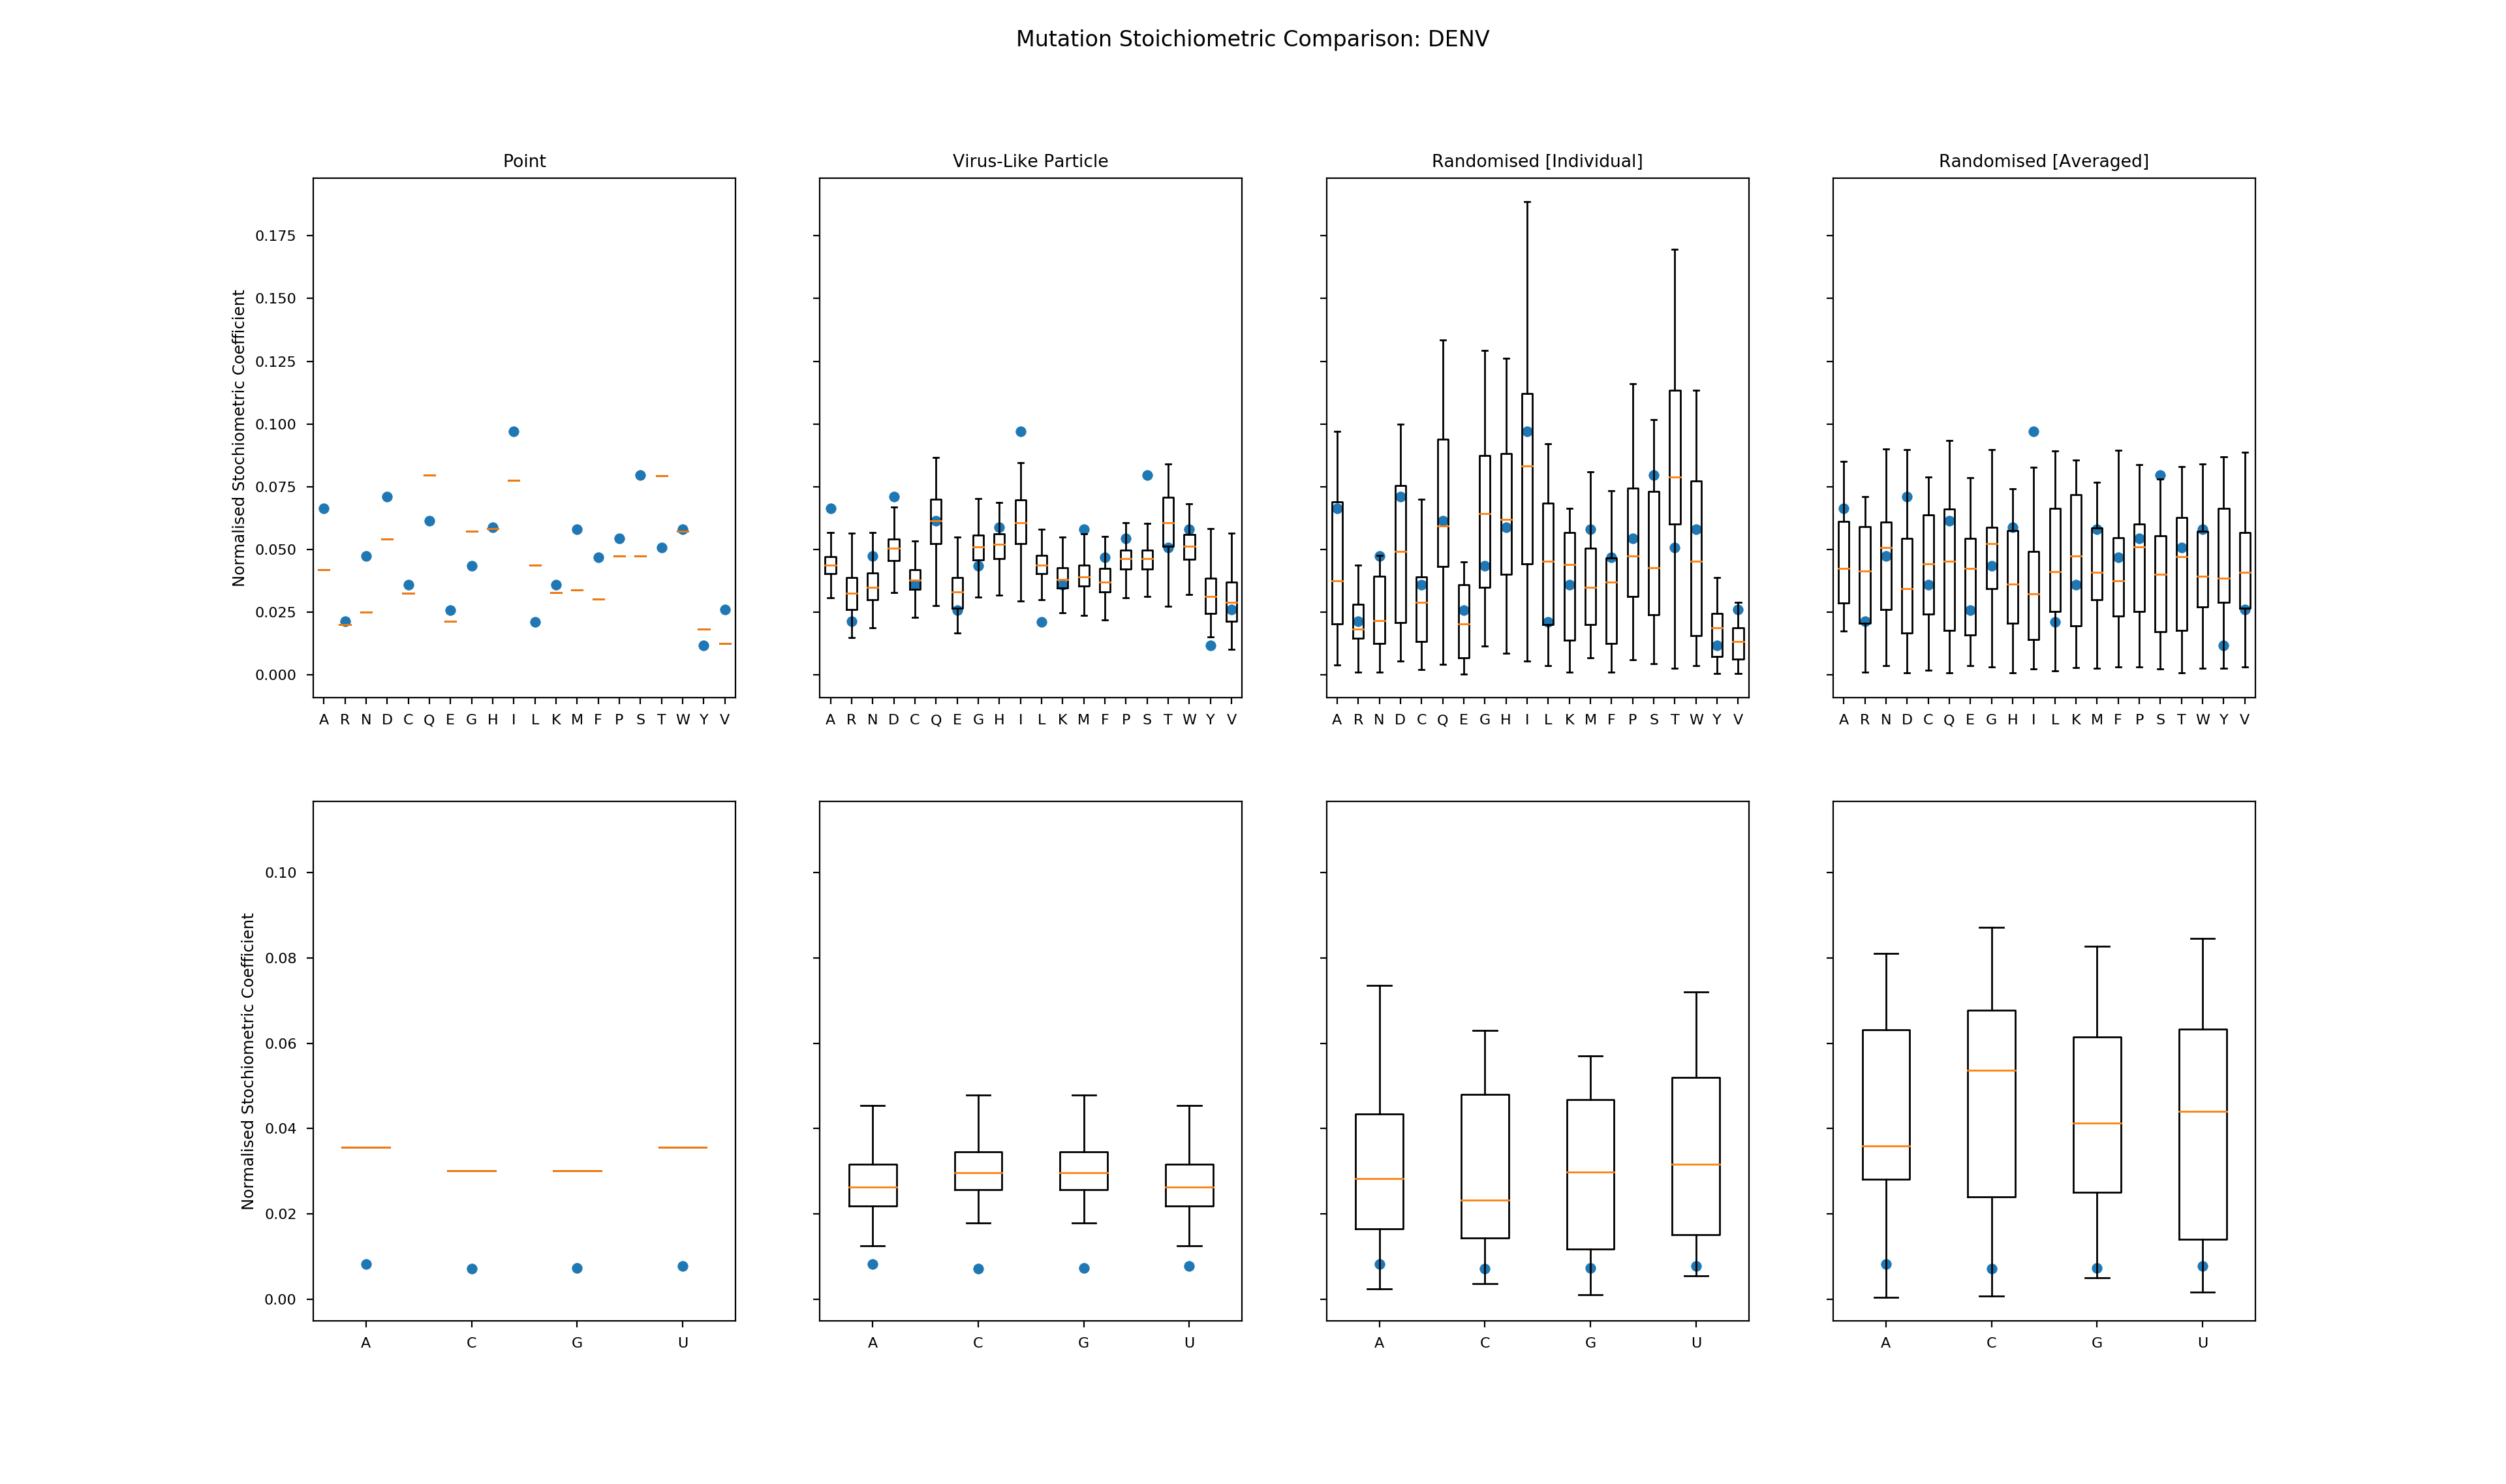 Mutation Stoichiometric Comparison: DENV
Point
Virus-Like Particle
Randomised [Individual]
Randomised [Averaged]
Normalised Stochiometric Coefficient
0.175
0.150
0.125
0.100
0.075
0.050
0.025
0.000
A R N D C Q E G H I L K M F P S T W Y V
A R N D C Q E G H I L K M F P S T W Y V
A R N D C Q E G H I L K M F P S T W Y V
A R N D C Q E G H I L K M F P S T W Y V
Normalised Stochiometric Coefficient
0.10
0.08
0.06
0.04
0.02
0.00
A C G U
A C G U
A C G U
A C G U